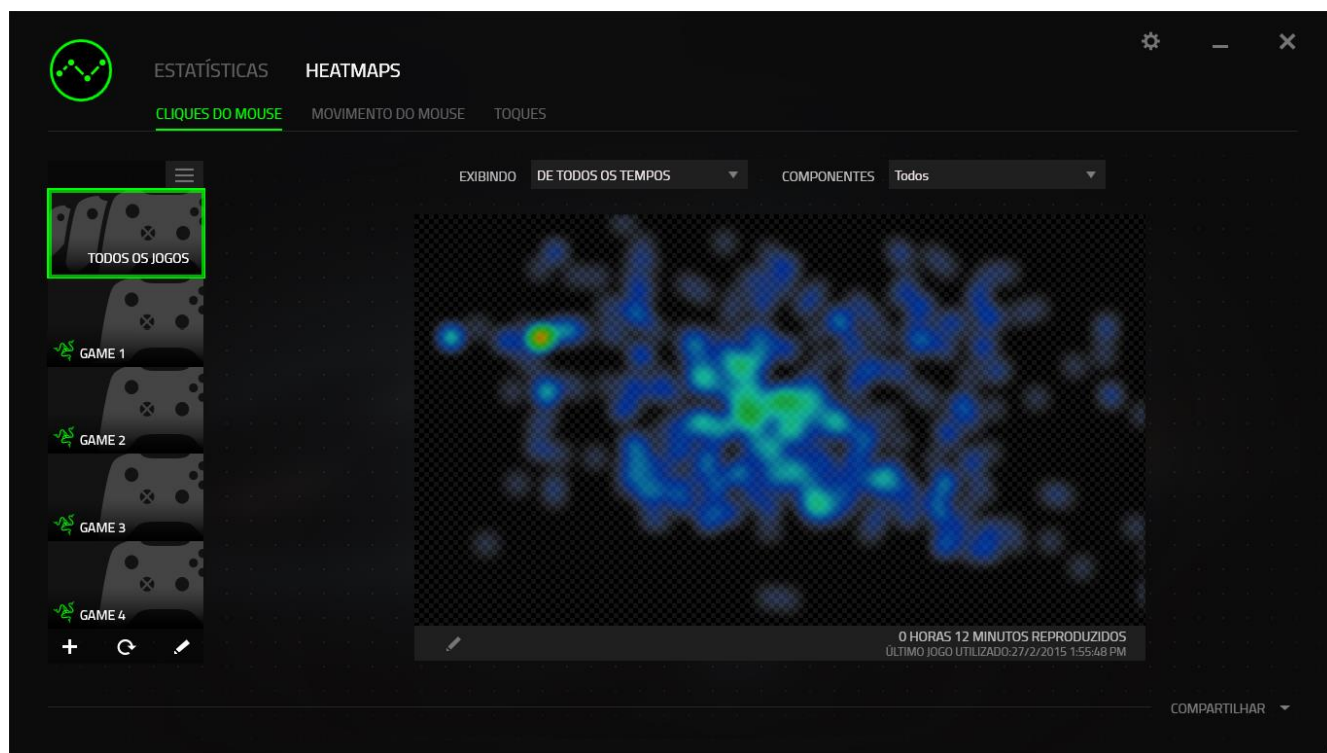 ESTATÍSTICAS HEATMAPS
CLIQUES DO MOUSE MOVIMENTO DO MOUSE TOQUES
EXIBINDO DE TODOS OS TEMPOS COMPONENTES Todos
TODOS OS JOGOS
GAME 1
GAME 2
GAME 3
GAME 4
0 HORAS 12 MINUTOS REPRODUZIDOS
ÚLTIMO JOGO UTILIZADO:27/2/2015 1:55:48 PM
COMPARTILHAR